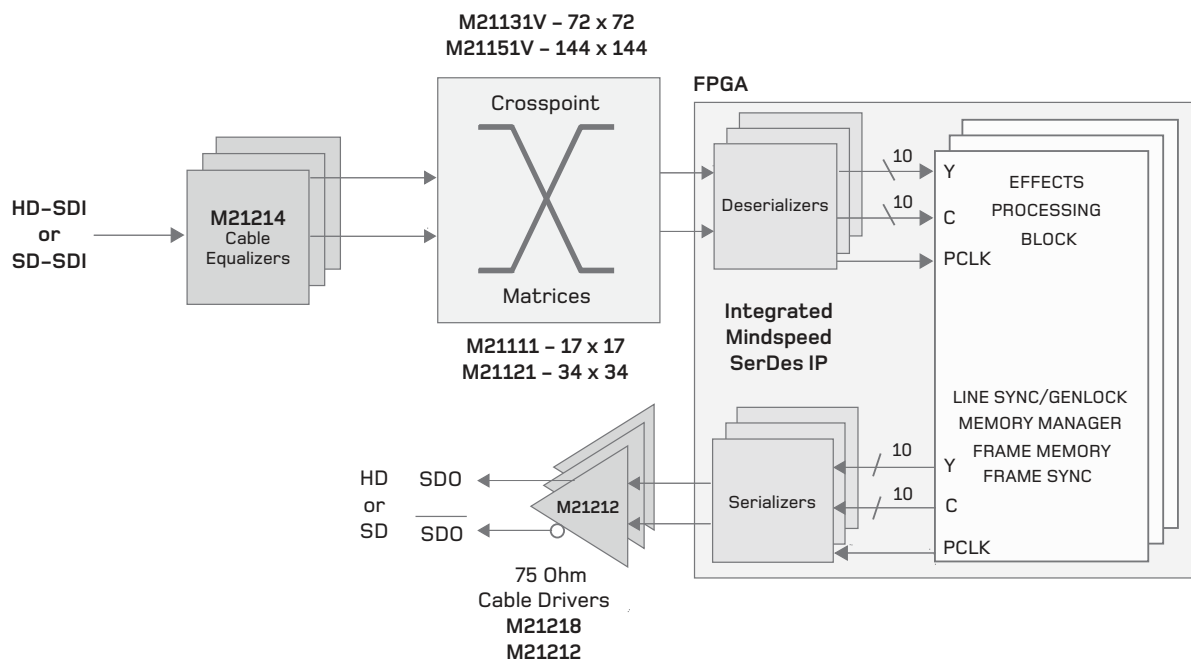 M21131V – 72 x 72
M21151V – 144 x 144
FPGA
Crosspoint
Matrices
HD–SDI
or
SD–SDI
M21214
Cable
Equalizers
Deserializers
10
10
Y
C
PCLK
EFFECTS
PROCESSING
BLOCK
M21111 – 17 x 17
M21121 – 34 x 34
Integrated
Mindspeed
SerDes IP
LINE SYNC/GENLOCK
MEMORY MANAGER
FRAME MEMORY
FRAME SYNC
HD
or
SD
SDO
SDO
M21212
Serializers
10
10
Y
C
PCLK
75 Ohm
Cable Drivers
M21218
M21212